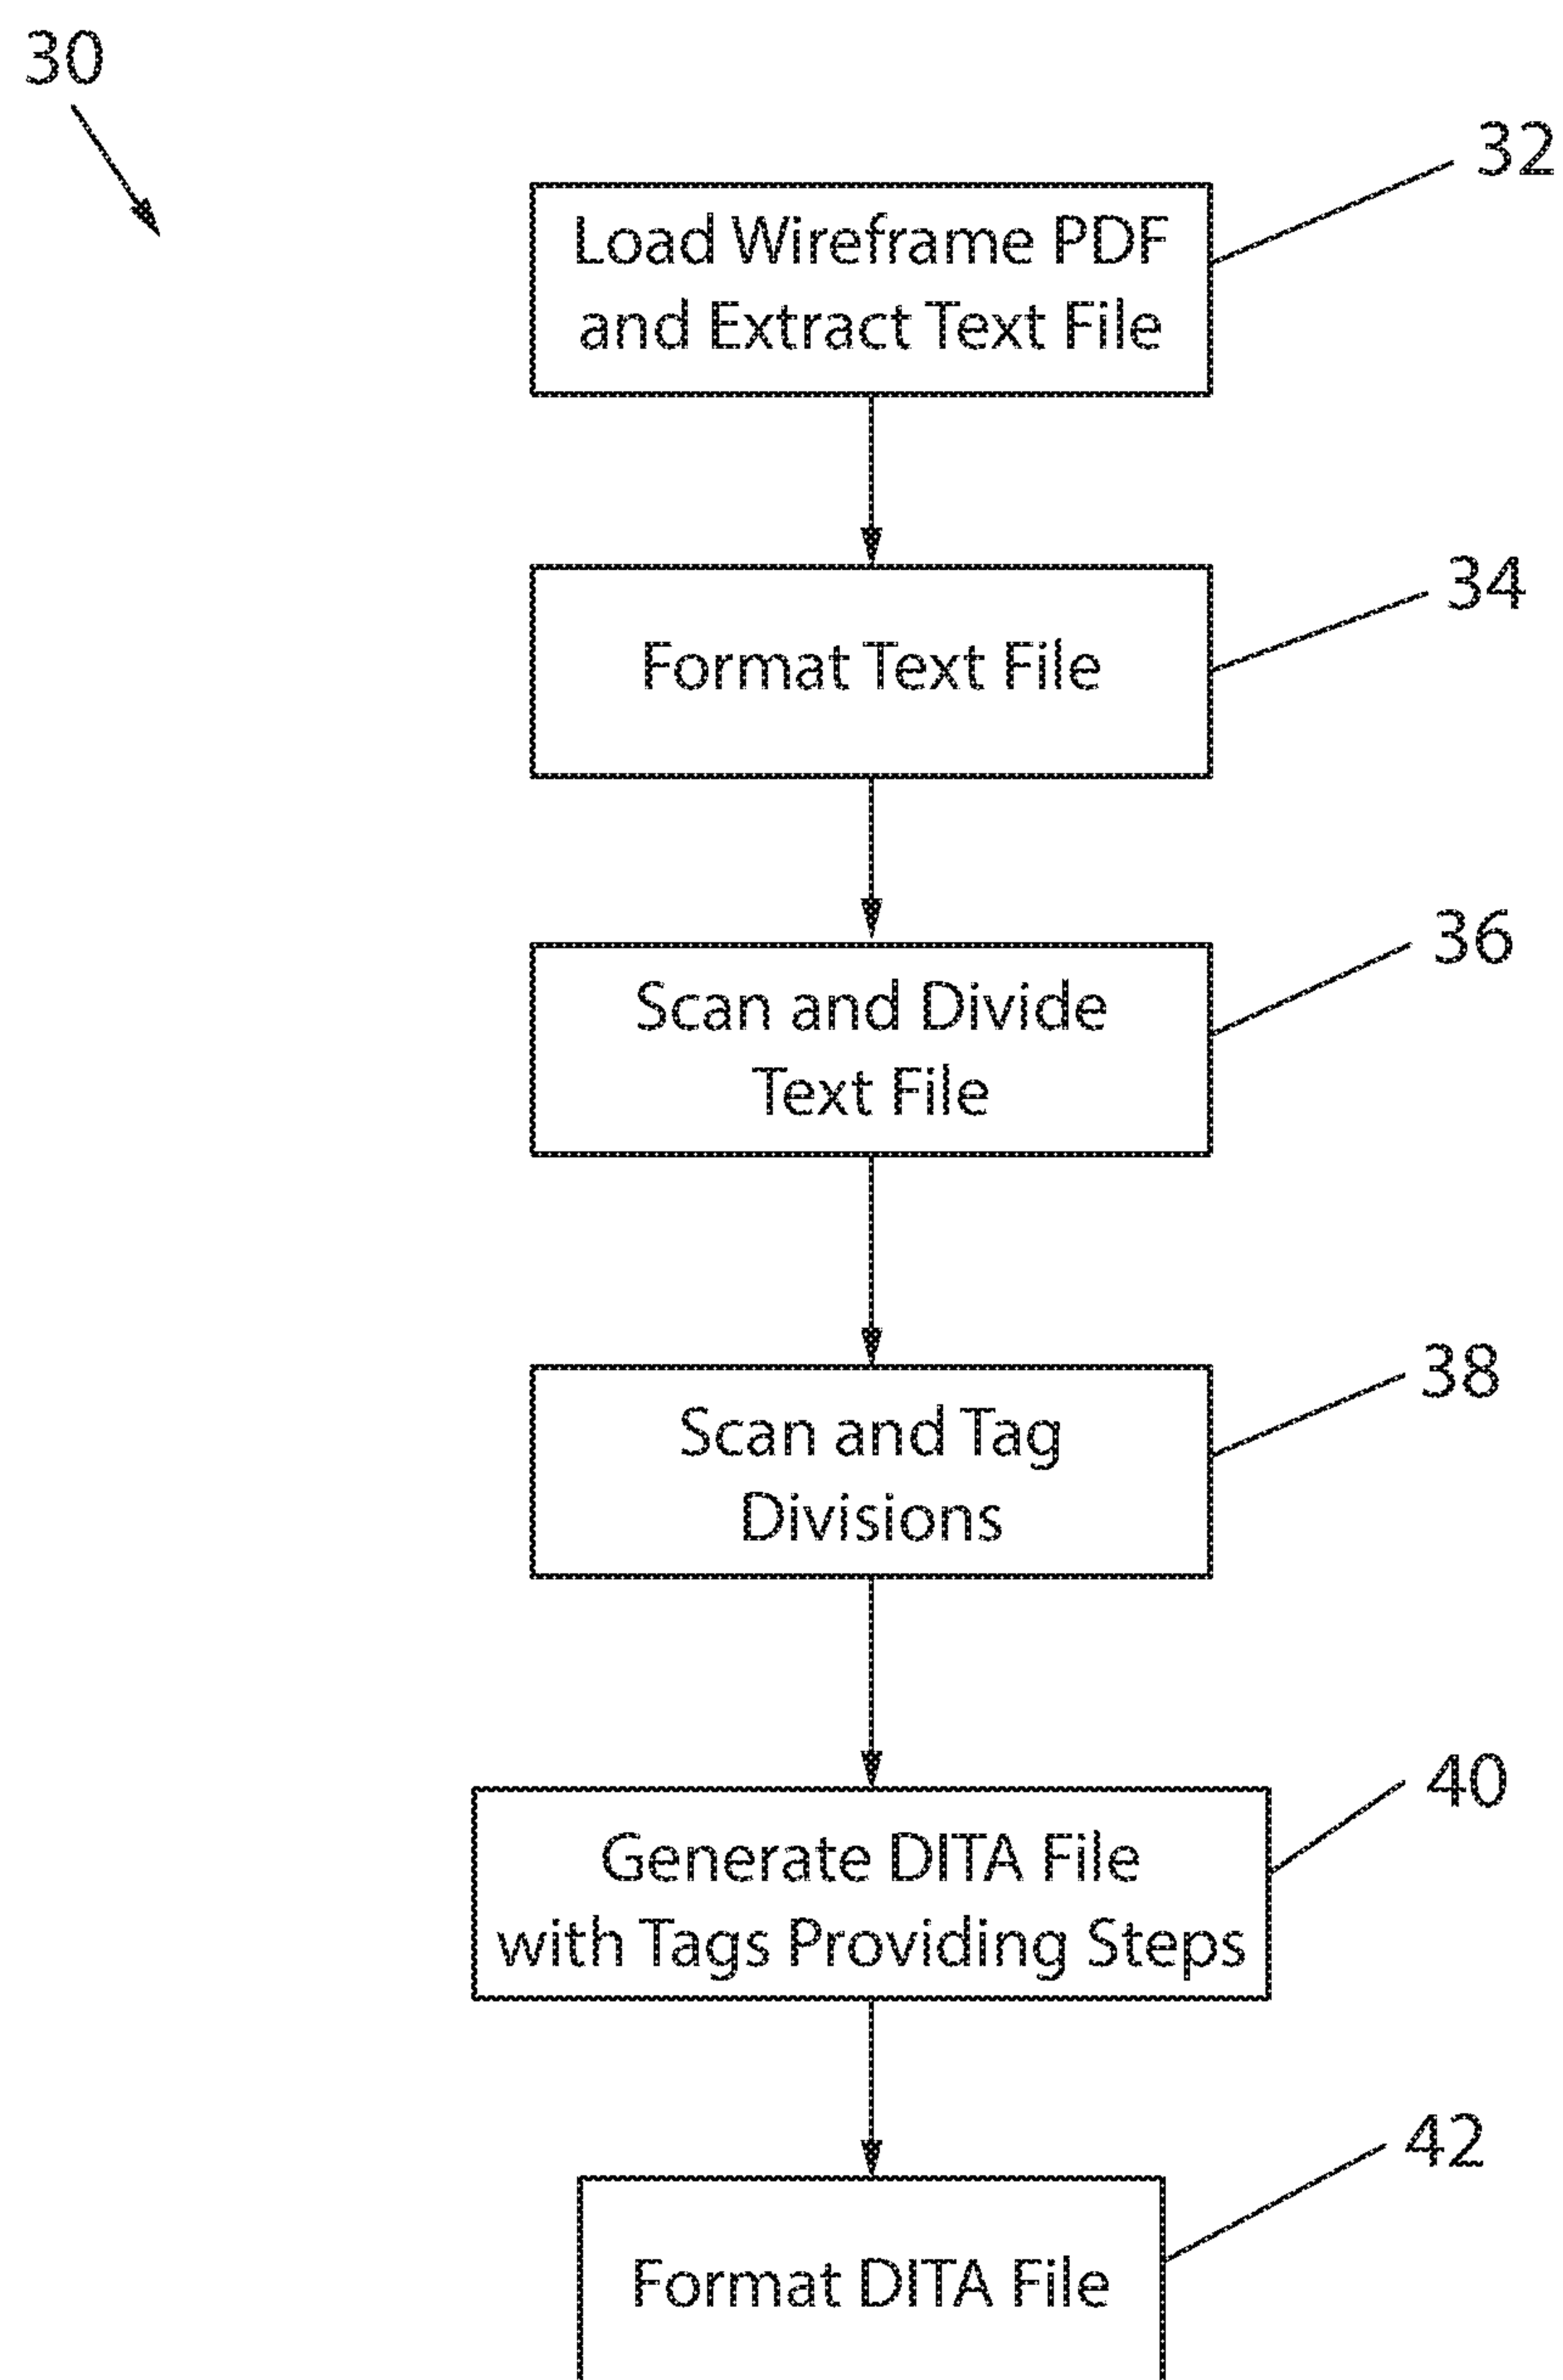 30
32
Load Wireframe PDF
and Extract Text File
34
Format Text File
36
Scan and Divide
Text File
38
Scan and Tag
Divisions
40
Generate DITA File
with Tags Providing Steps
42
Format DITA File